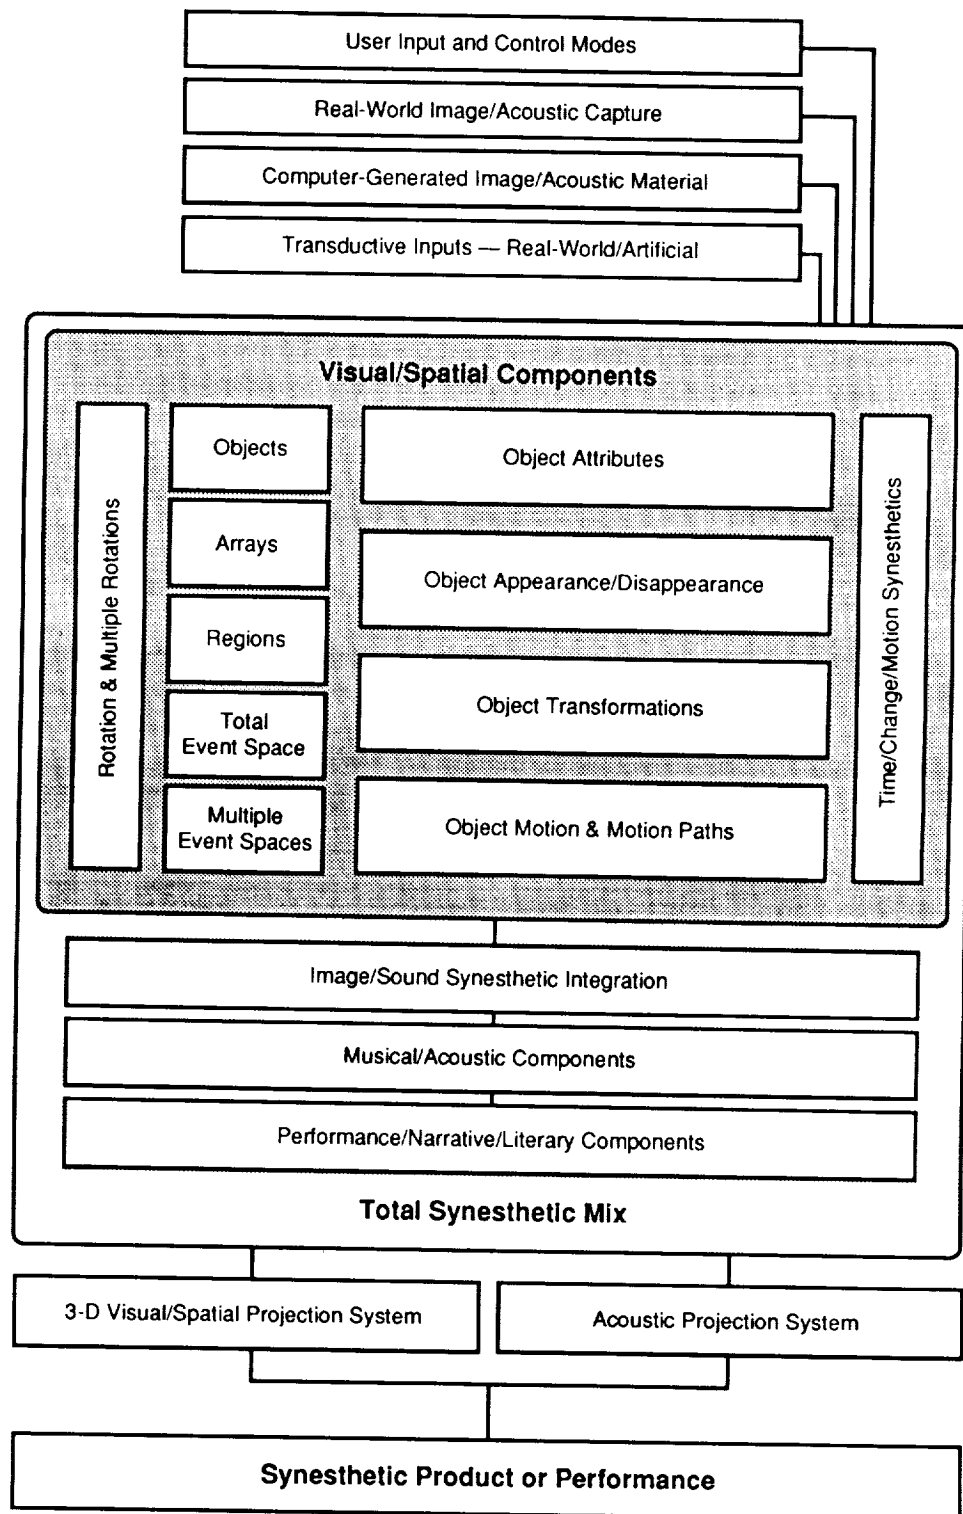 User Input and Control Modes
Real-World Image/Acoustic Capture
Computer-Generated Image/Acoustic Material
Transductive Inputs — Real-World/Artificial
Visual/Spatial Components
Rotation & Multiple Rotations
Objects
Arrays
Regions
Total
Event Space
Multiple
Event Spaces
Object Attributes
Object Appearance/Disappearance
Object Transformations
Object Motion & Motion Paths
Time/Change/Motion Synesthetics
Image/Sound Synesthetic Integration
Musical/Acoustic Components
Performance/Narrative/Literary Components
Total Synesthetic Mix
3-D Visual/Spatial Projection System
Acoustic Projection System
Synesthetic Product or Performance